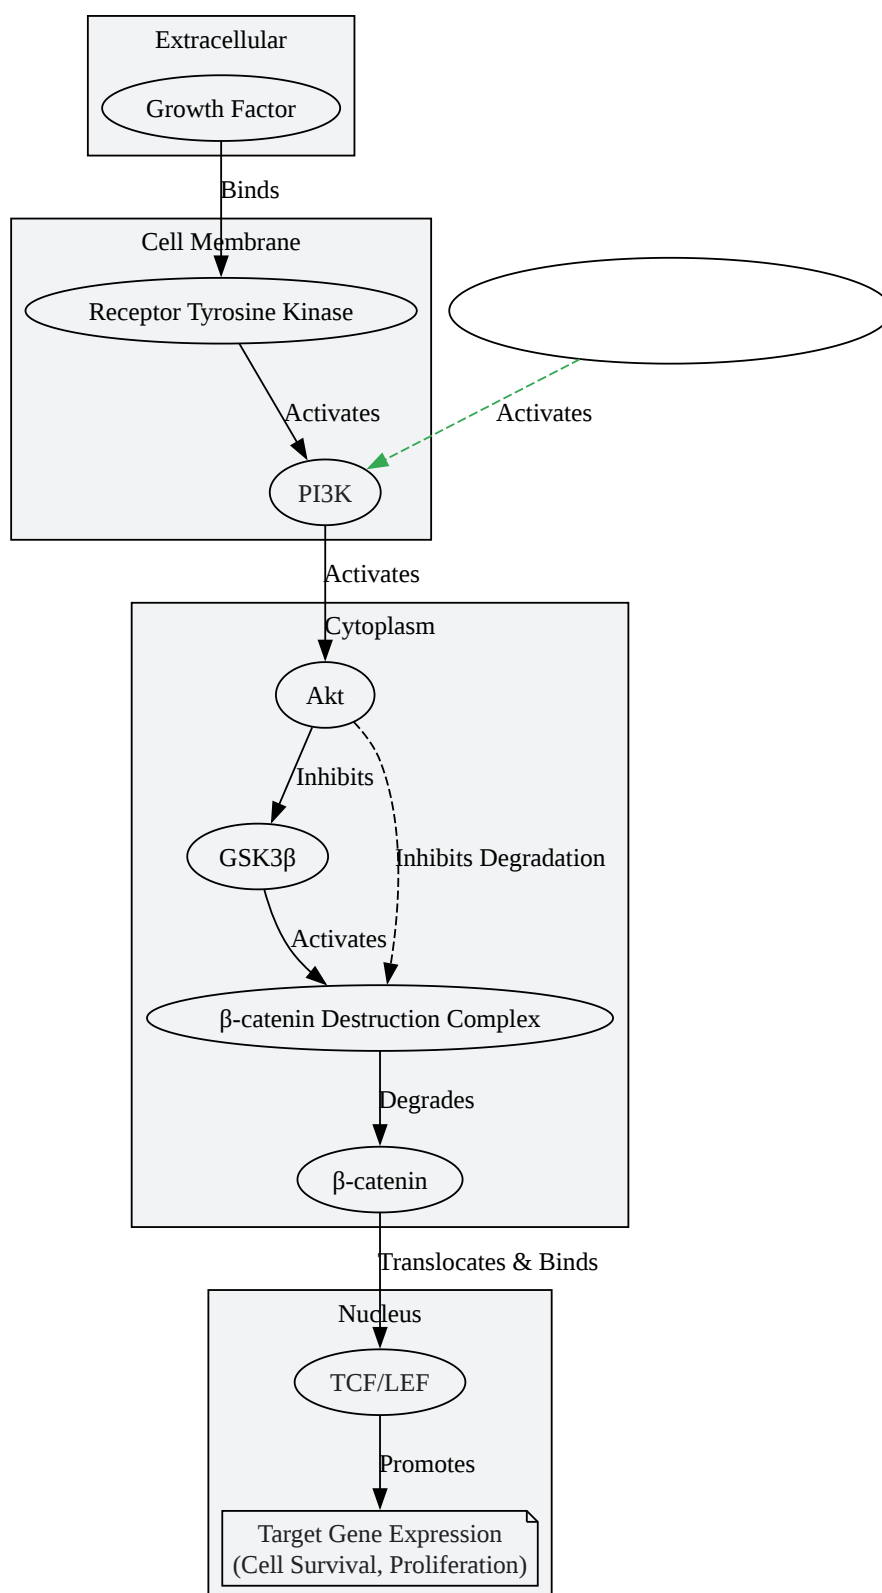 Extracellular
Growth Factor
Binds
Cell Membrane
Receptor Tyrosine Kinase
Activates
Activates
PI3K
Activates
Cytoplasm
Akt
Inhibits
GSK3β
Inhibits Degradation
Activates
β-catenin Destruction Complex
Degrades
β-catenin
Translocates & Binds
Nucleus
TCF/LEF
Promotes
Target Gene Expression
(Cell Survival, Proliferation)